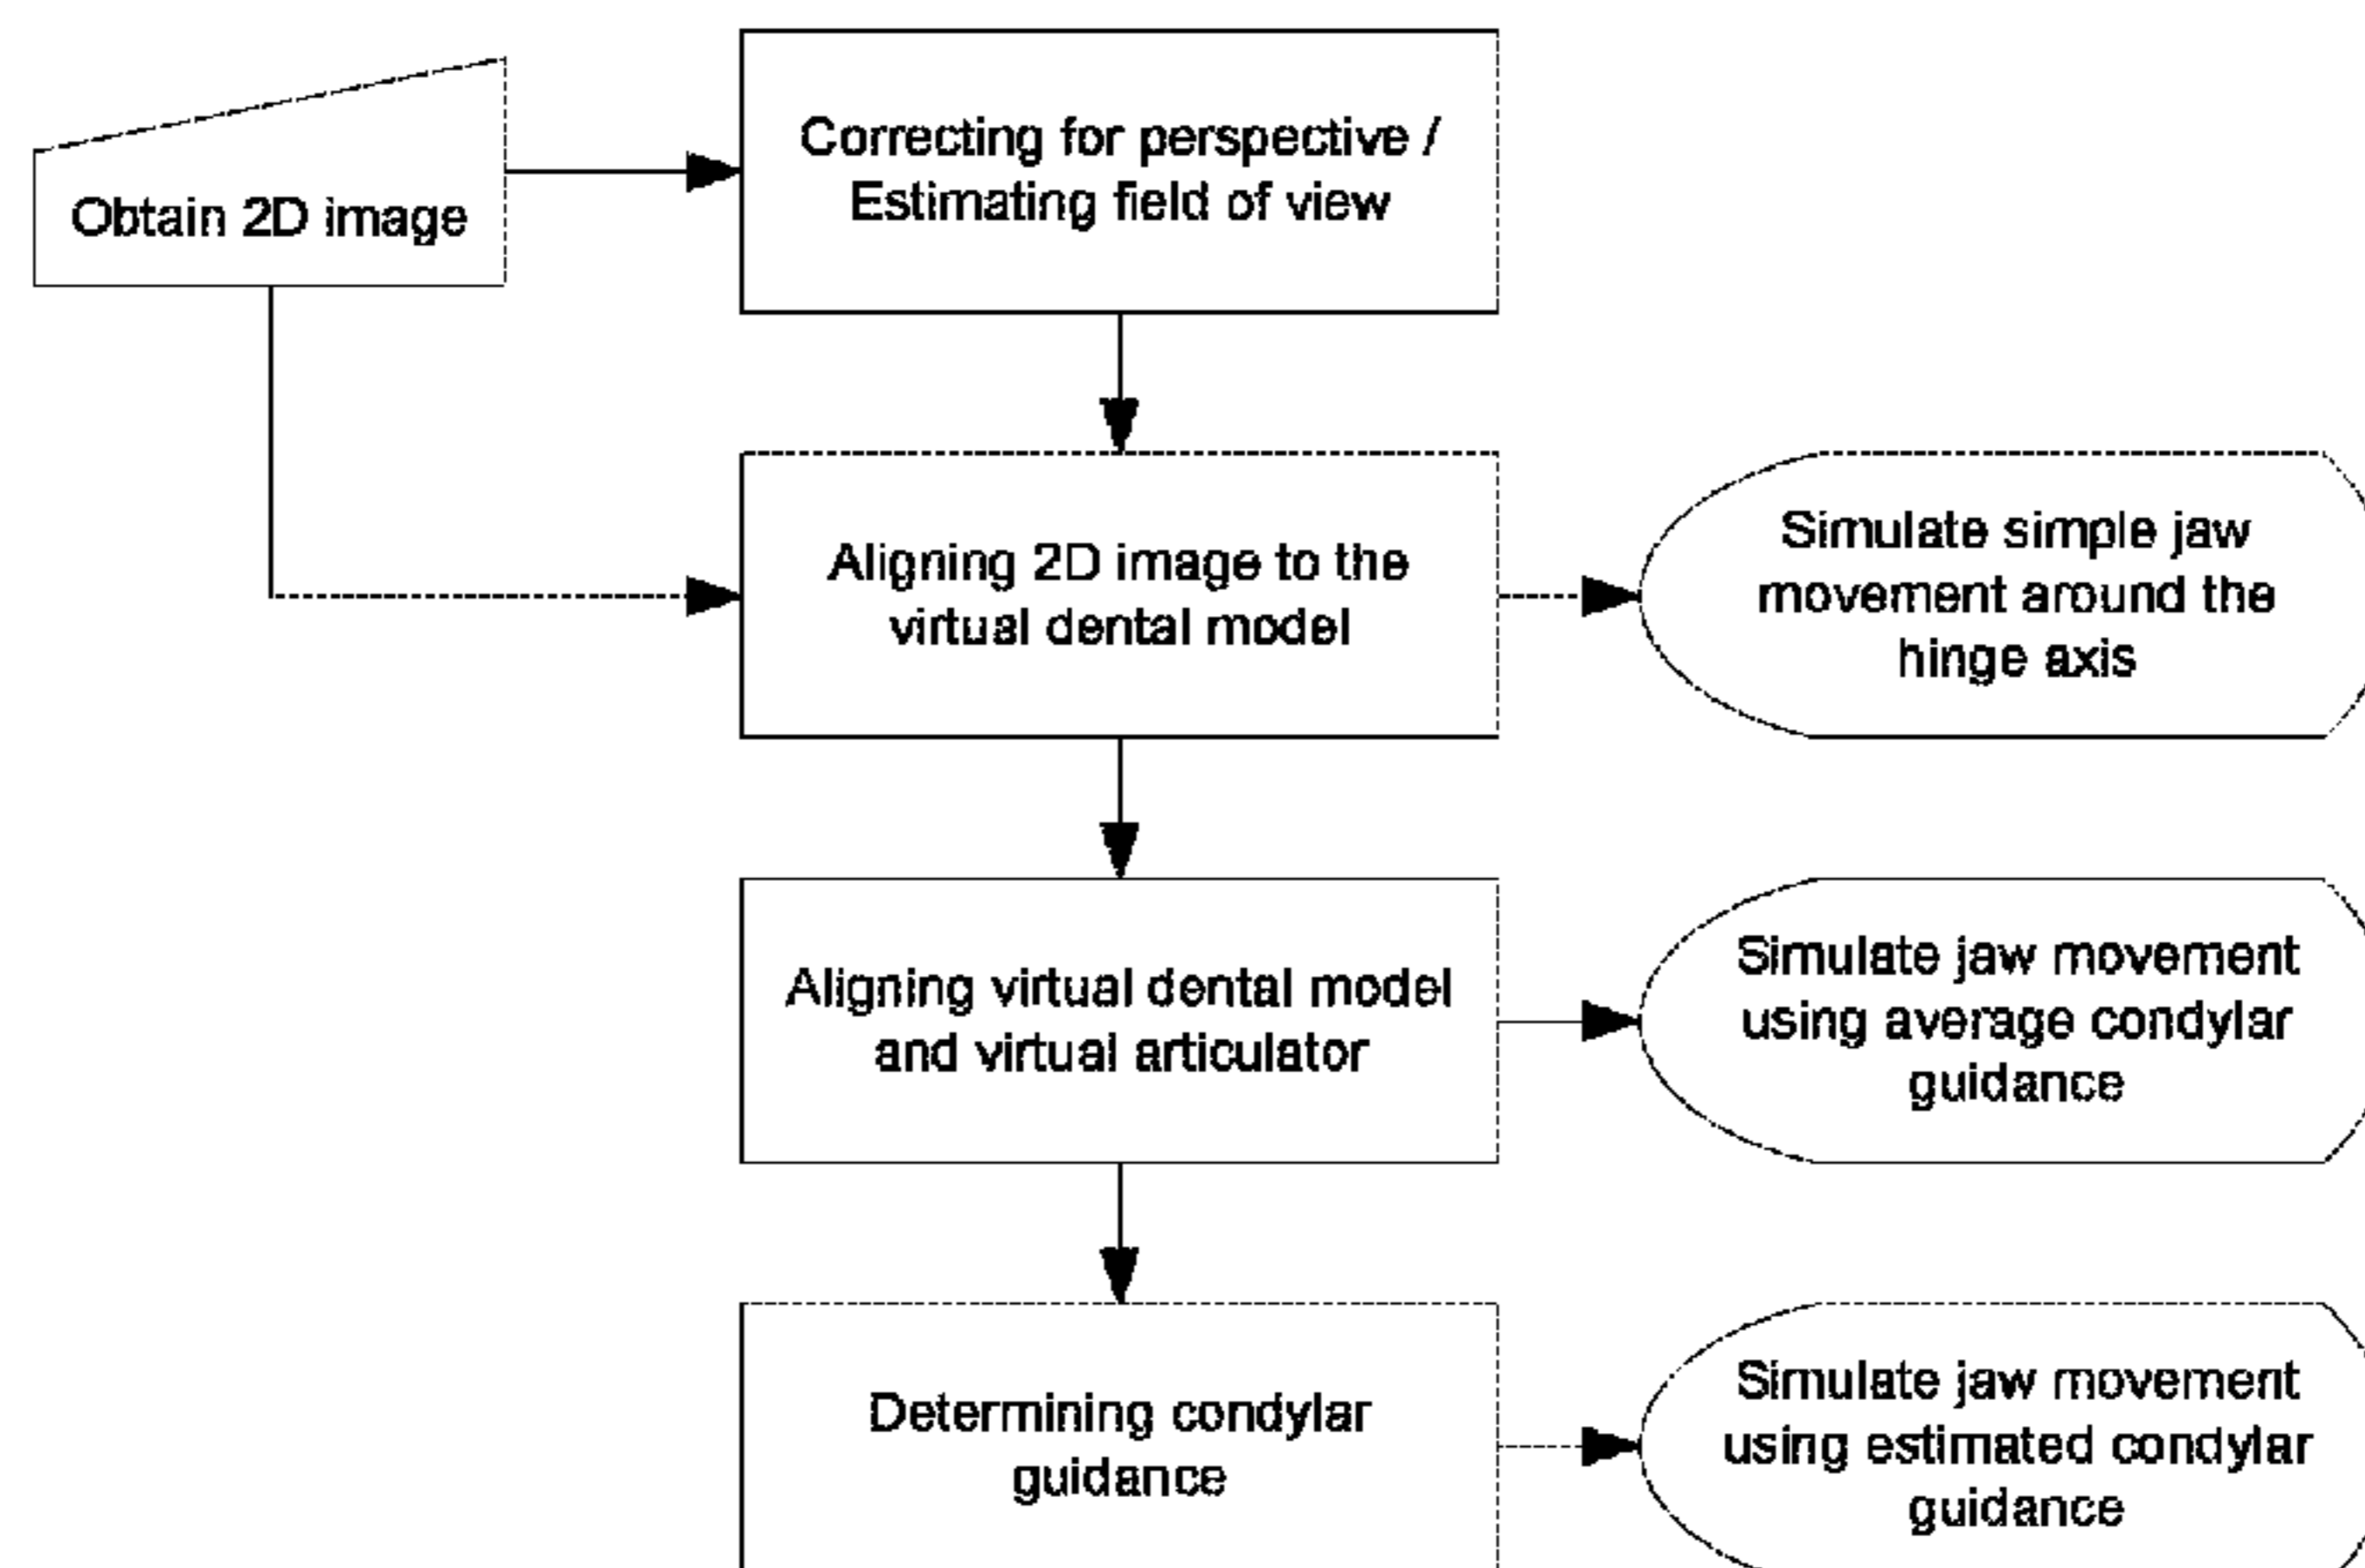 Obtain 2D image
Correcting for perspective /
Estimating field of view
Aligning 2D image to the
virtual dental model
Simulate simple jaw
movement around the
hinge axis
Aligning virtual dental model
and virtual articulator
Simulate jaw movement
using average condylar
guidance
Determining condylar
guidance
Simulate jaw movement
using estimated condylar
guidance